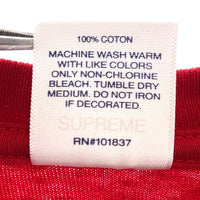 100% COTON
MACHINE WASH WARM
WITH LIKE COLORS
ONLY NON-CHLORINE
BLEACH. TUMBLE DRY
MEDIUM. DO NOT IRON
IF DECORATED.
SUPREME
RN#101837